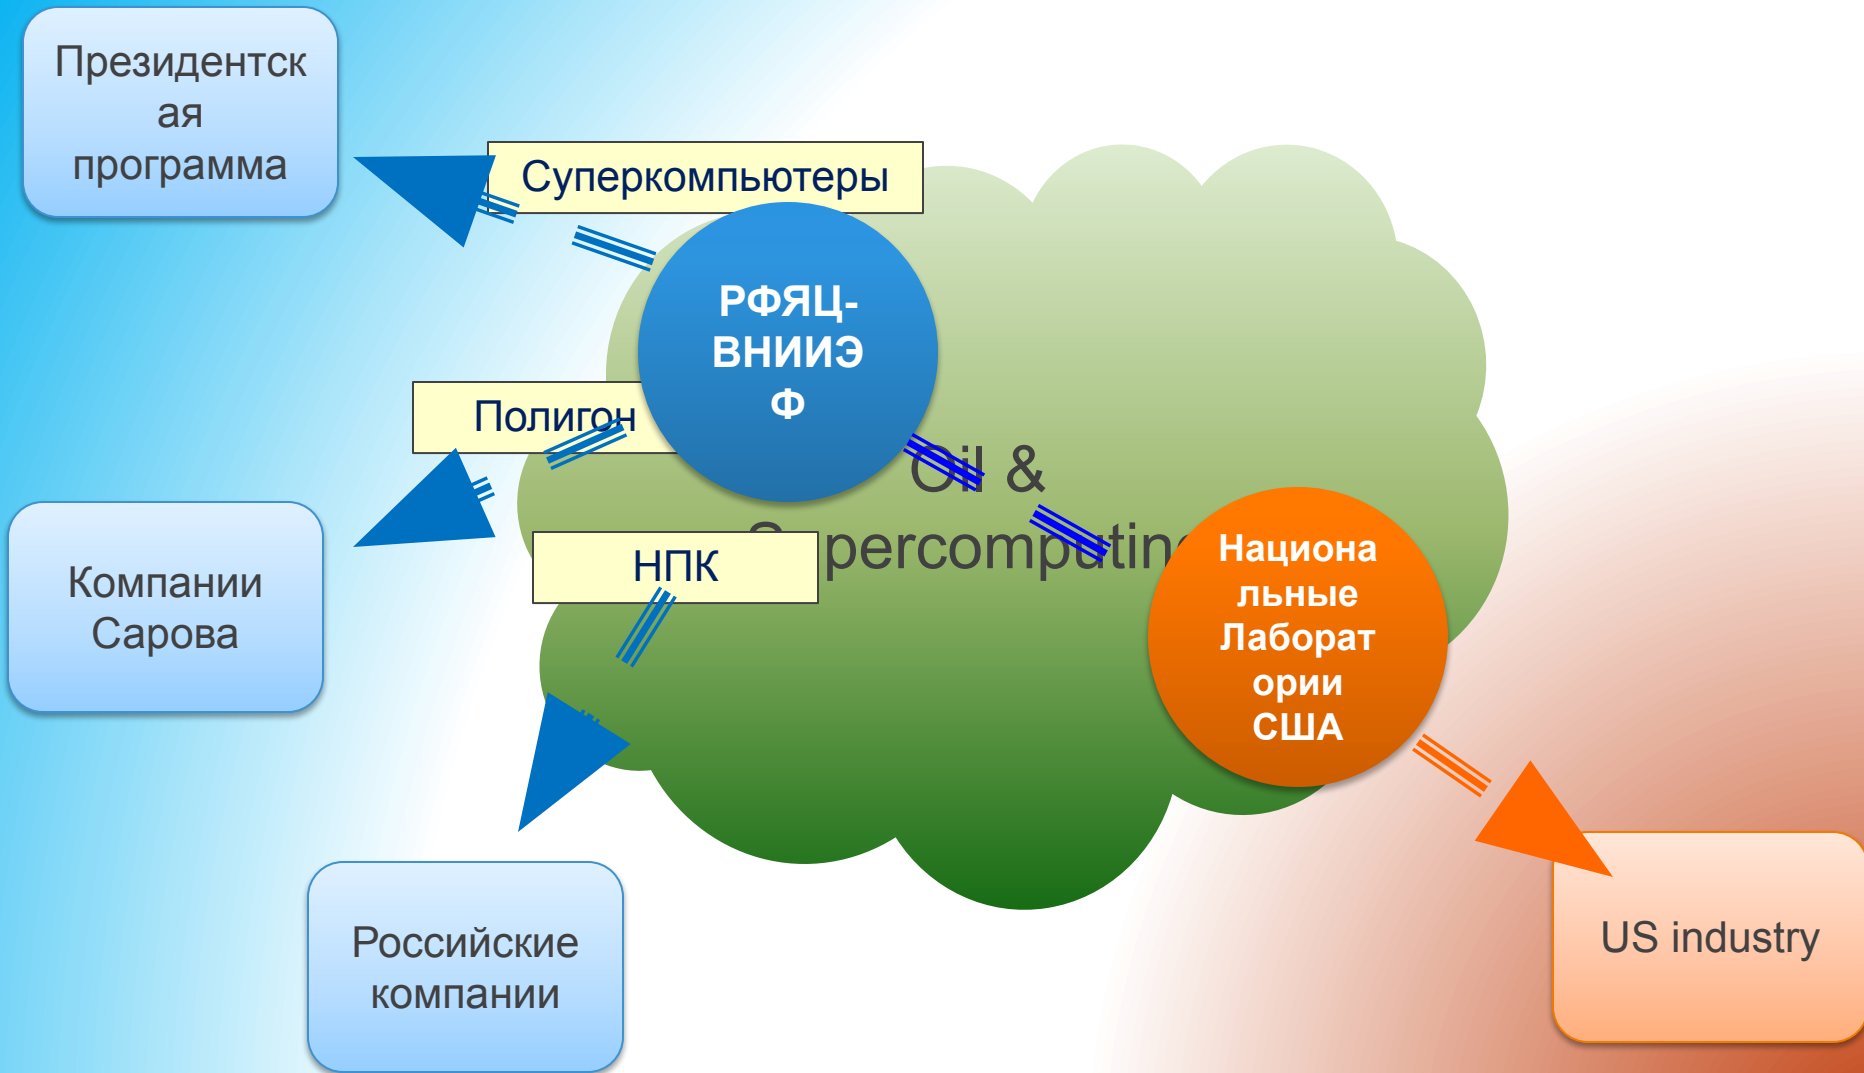 Президентск
ая
программа
Суперкомпьютеры
РФЯЦ-
ВНИИЭ
Ф
Полигон
Oil &
Supercomputing
НПК
Национа
льные
Лаборат
ории
США
Компании
Сарова
Российские
компании
US industry